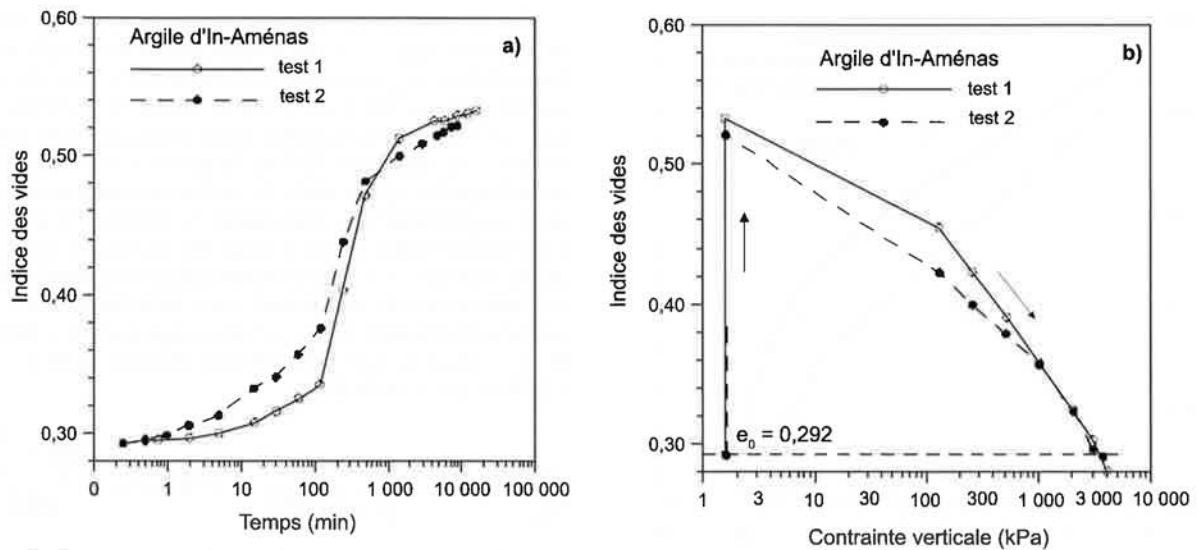 0,60
Argile d'In-Aménas
a)
test 1
test 2
0,50
0,40
0,30
Indice des vides
0
1
10
100
1 000
10 000
100 000
Temps (min)
0,60
Argile d'In-Aménas
b)
test 1
test 2
0,50
0,40
0,30
Indice des vides
e0 = 0,292
1
3
10
30
100
300
1 000
3 000
10 000
Contrainte verticale (kPa)